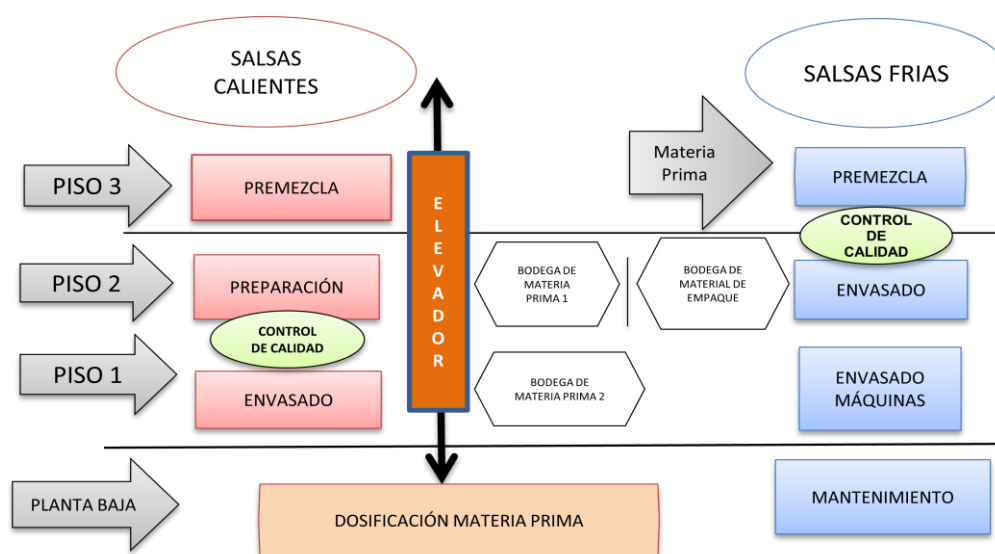 SALSAS
CALIENTES
SALSAS FRIAS
PISO 3
PREMEZCLA
Materia
Prima
PREMEZCLA
ELEVADOR
CONTROL
DE
CALIDAD
PISO 2
PREPARACIÓN
BODEGA DE
MATERIA
PRIMA 1
BODEGA DE
MATERIAL DE
EMPAQUE
ENVASADO
CONTROL
DE CALIDAD
PISO 1
ENVASADO
BODEGA DE
MATERIA PRIMA 2
ENVASADO
MÁQUINAS
PLANTA BAJA
DOSIFICACIÓN MATERIA PRIMA
MANTENIMIENTO